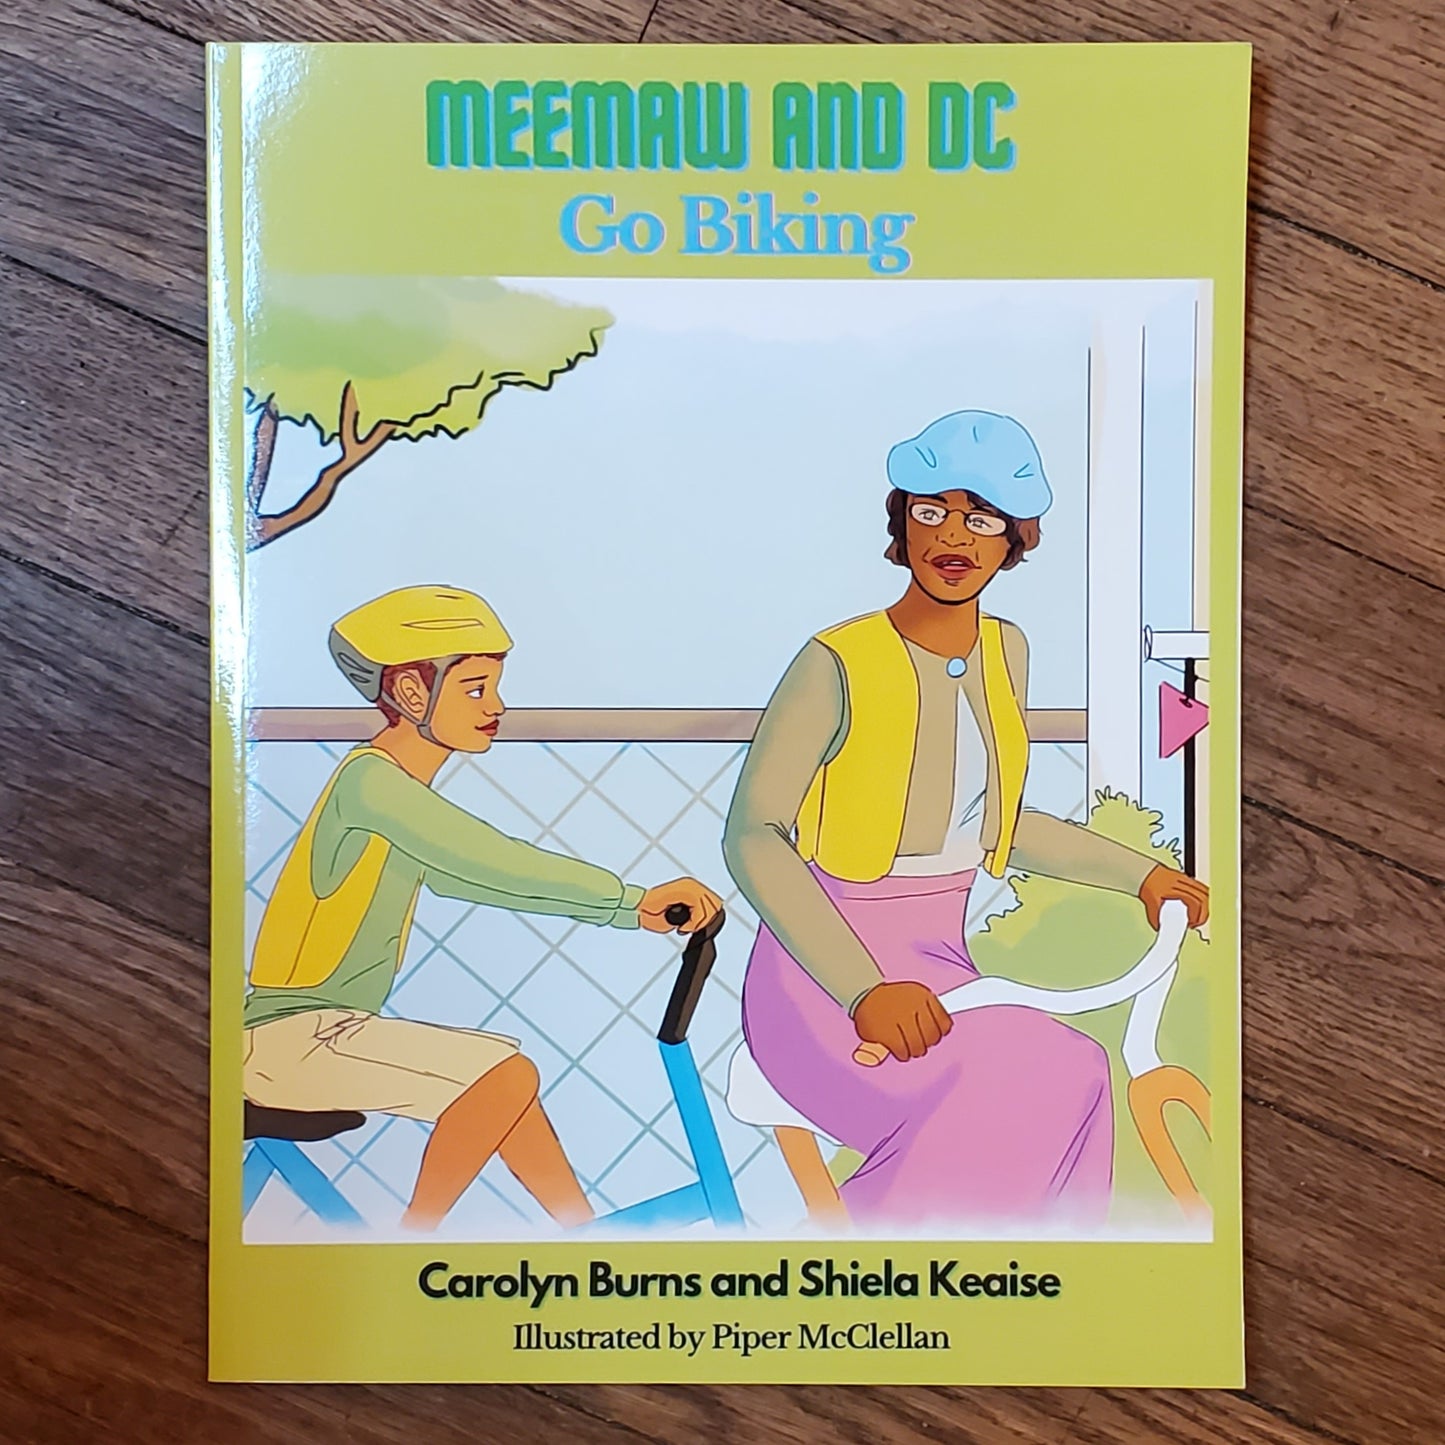 MEEMAW AND DC
Go Biking
Carolyn Burns and Shiela Keaise
Illustrated by Piper McClellan